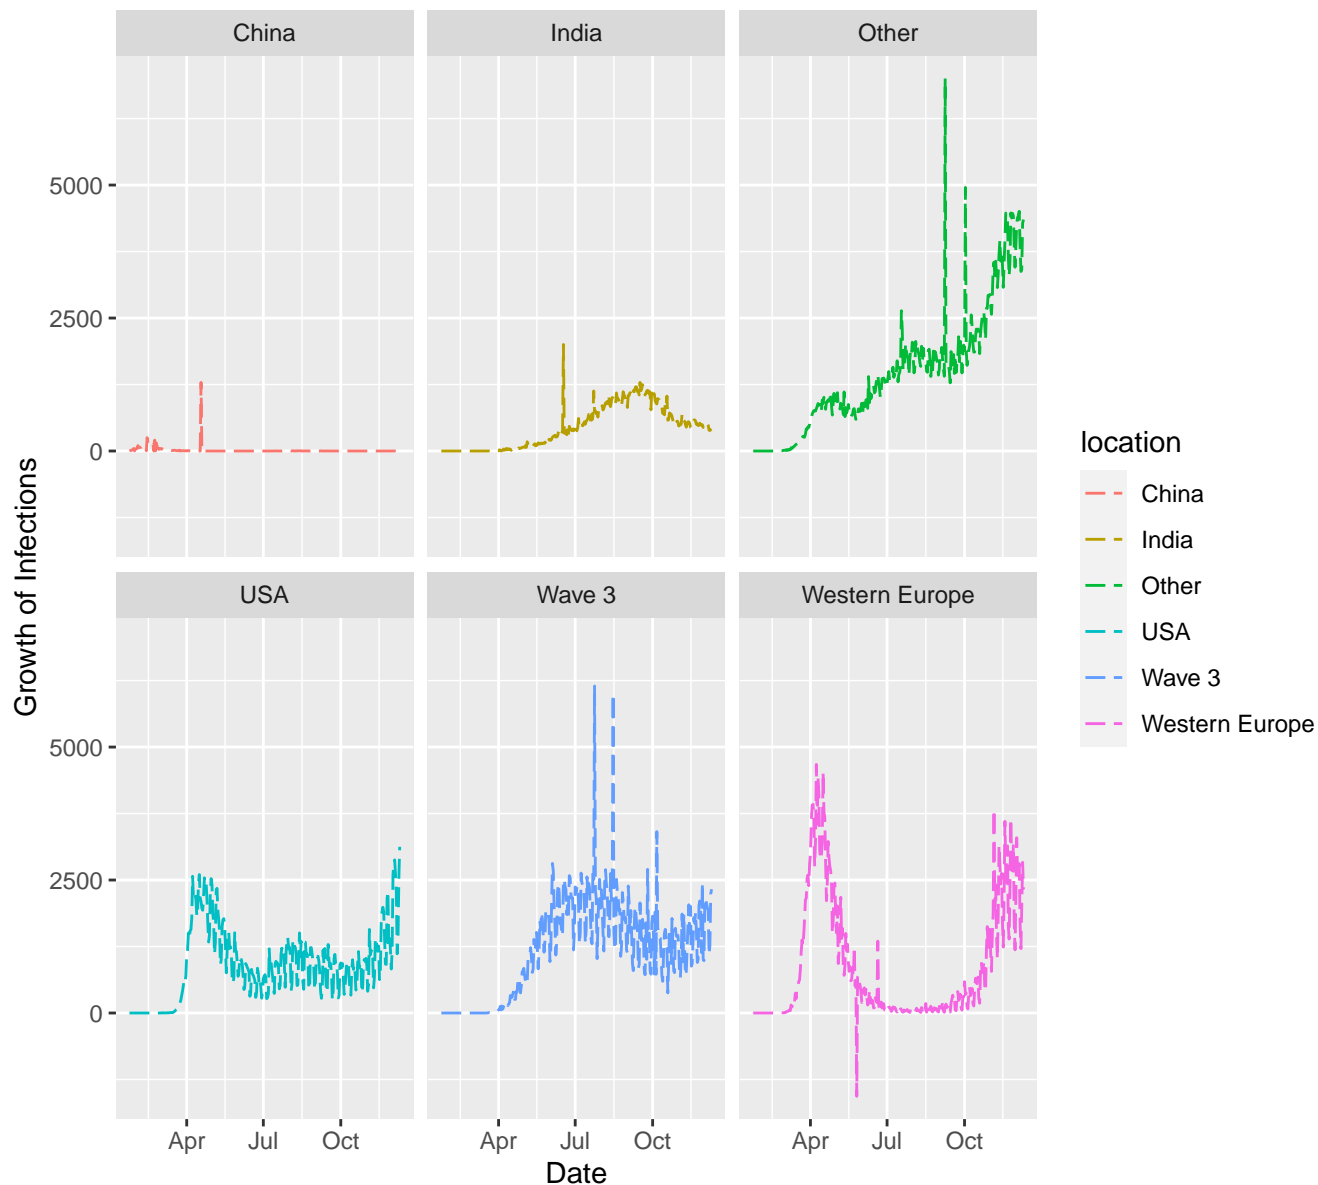 China India Other
5000
2500
0
Growth of Infections
USA Wave 3 Western Europe
5000
2500
0
Apr Jul Oct Apr Jul Oct Apr Jul Oct
Date
location
China
India
Other
USA
Wave 3
Western Europe